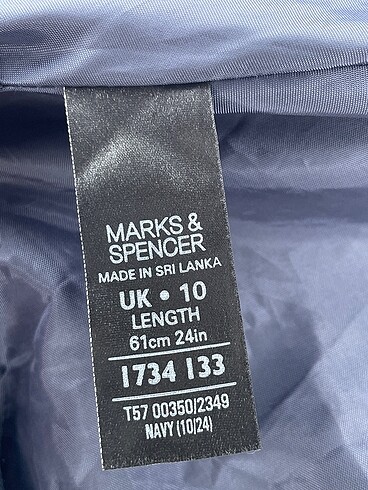 MARKS &
SPENCER
MADE IN SRI LANKA
UK • 10
LENGTH
61cm 24in
1734 133
T57 00350/2349
NAVY (10/24)